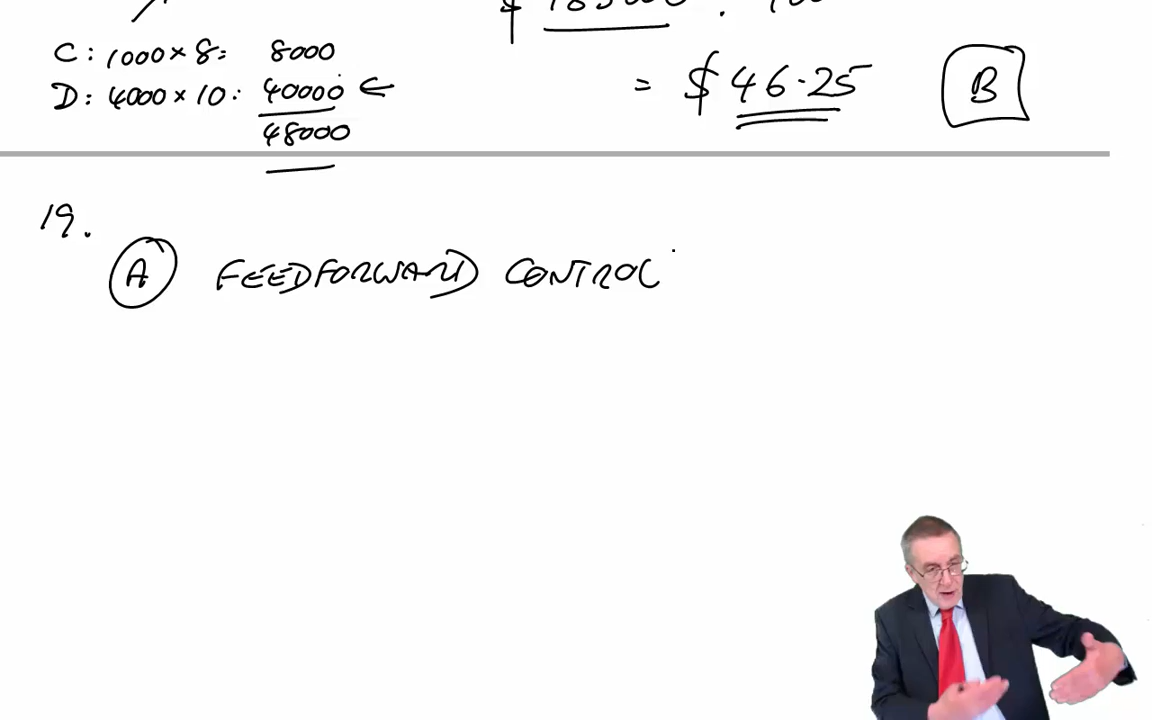 C: 1000 × 8 = 8000
D: 4000 × 10: 40000 ←
48000
= $ 46.25
B
19.
A FEEDFORWARD CONTROL